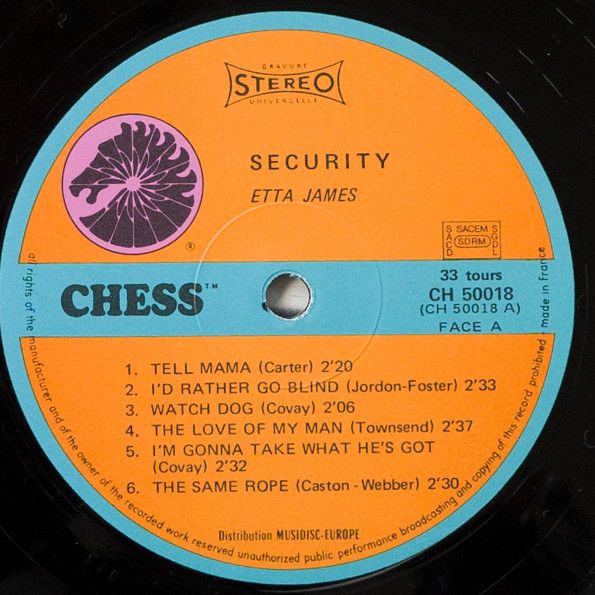 GRAVURE
STEREO
UNIVERSELLE
SECURITY
ETTA JAMES
®
SACD
SACEM
SDRM
SGDL
CHESS™
33 tours
CH 50018
(CH 50018 A)
FACE A
1. TELL MAMA (Carter) 2'20
2. I'D RATHER GO BLIND (Jordon-Foster) 2'33
3. WATCH DOG (Covay) 2'06
4. THE LOVE OF MY MAN (Townsend) 2'37
5. I'M GONNA TAKE WHAT HE'S GOT
(Covay) 2'32
6. THE SAME ROPE (Caston - Webber) 2'30
Distribution MUSIDISC-EUROPE
all rights of the manufacturer and of the owner of the recorded work reserved unauthorized public performance broadcasting and copying of this record prohibited - made in France